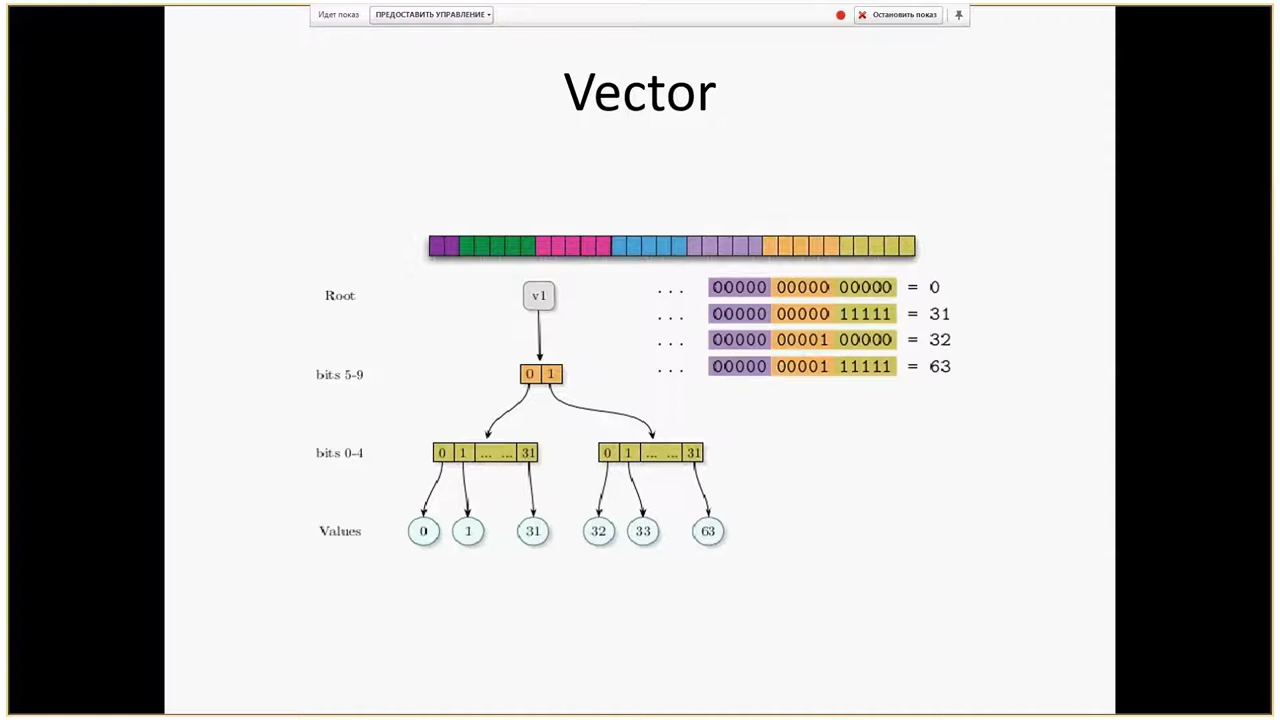 Идет показ ПРЕДОСТАВИТЬ УПРАВЛЕНИЕ Остановить показ
Vector
Root v1 ... 00000 00000 00000 = 0
... 00000 00000 11111 = 31
... 00000 00001 00000 = 32
... 00000 00001 11111 = 63
bits 5-9 0 1
bits 0-4 0 1 ... ... 31 0 1 ... ... 31
Values 0 1 31 32 33 63